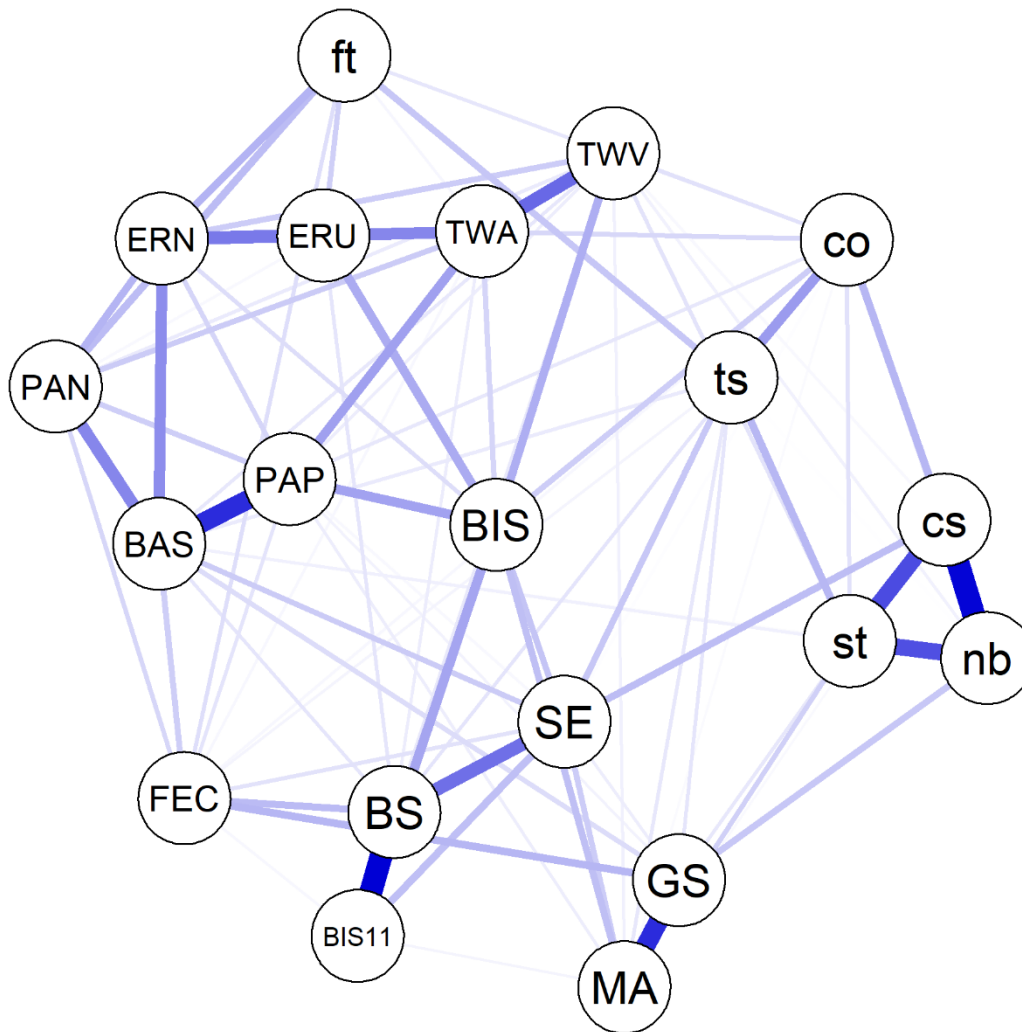 ft
TWV
ERN
ERU
TWA
co
PAN
ts
PAP
BIS
cs
BAS
st
nb
SE
FEC
BS
GS
BIS11
MA